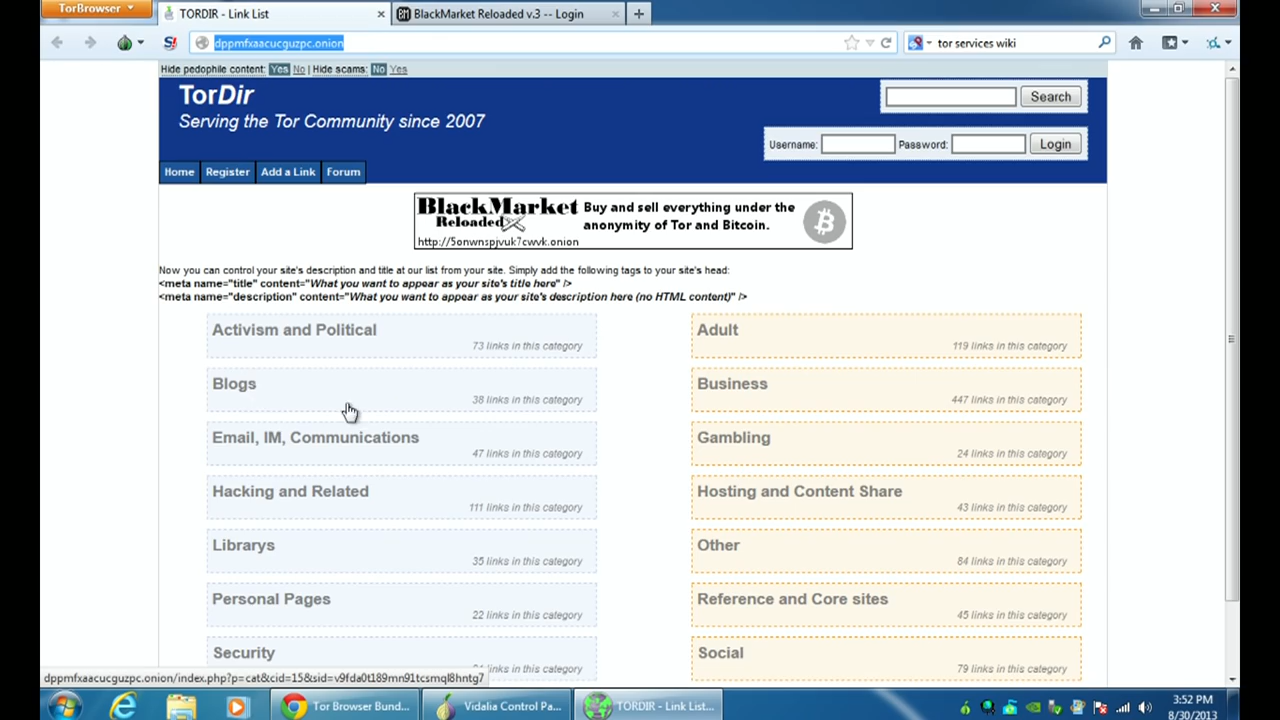 TorBrowser
TORDIR - Link List
BlackMarket Reloaded v.3 -- Login
dppmfxaacucguzpc.onion
tor services wiki
Hide pedophile content: Yes No | Hide scams: No Yes
TorDir
Serving the Tor Community since 2007
Search
Username: Password: Login
Home Register Add a Link Forum
BlackMarket Reloaded
Buy and sell everything under the anonymity of Tor and Bitcoin.
http://5onwnspjvuk7cwvk.onion
Now you can control your site's description and title at our list from your site. Simply add the following tags to your site's head:
<meta name="title" content="What you want to appear as your site's title here" />
<meta name="description" content="What you want to appear as your site's description here (no HTML content)" />
Activism and Political
73 links in this category
Adult
119 links in this category
Blogs
38 links in this category
Business
447 links in this category
Email, IM, Communications
47 links in this category
Gambling
24 links in this category
Hacking and Related
111 links in this category
Hosting and Content Share
43 links in this category
Librarys
35 links in this category
Other
84 links in this category
Personal Pages
22 links in this category
Reference and Core sites
45 links in this category
Security
links in this category
Social
79 links in this category
dppmfxaacucguzpc.onion/index.php?p=cat&cid=15&sid=v9fda0t189mn91tcsmql8hntg7
Tor Browser Bund...
Vidalia Control Pa...
TORDIR - Link List...
3:52 PM
8/30/2013